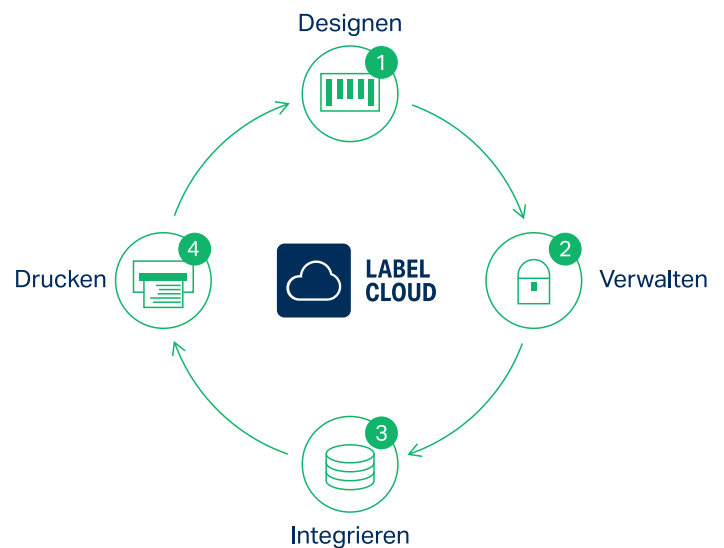 Designen
1
2
Verwalten
3
Integrieren
4
Drucken
LABEL
CLOUD